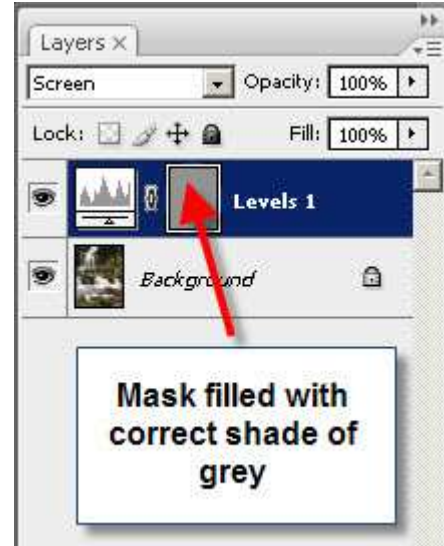 Layers ×
Screen Opacity: 100%
Lock: Fill: 100%
Levels 1
Background
Mask filled with
correct shade of
grey